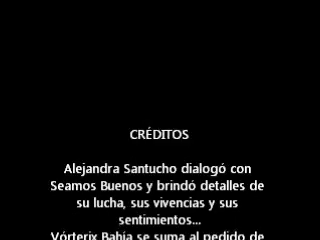 CRÉDITOS
Alejandra Santucho dialogó con
Seamos Buenos y brindó detalles de
su lucha, sus vivencias y sus
sentimientos...
Vórterix Bahía se suma al pedido de